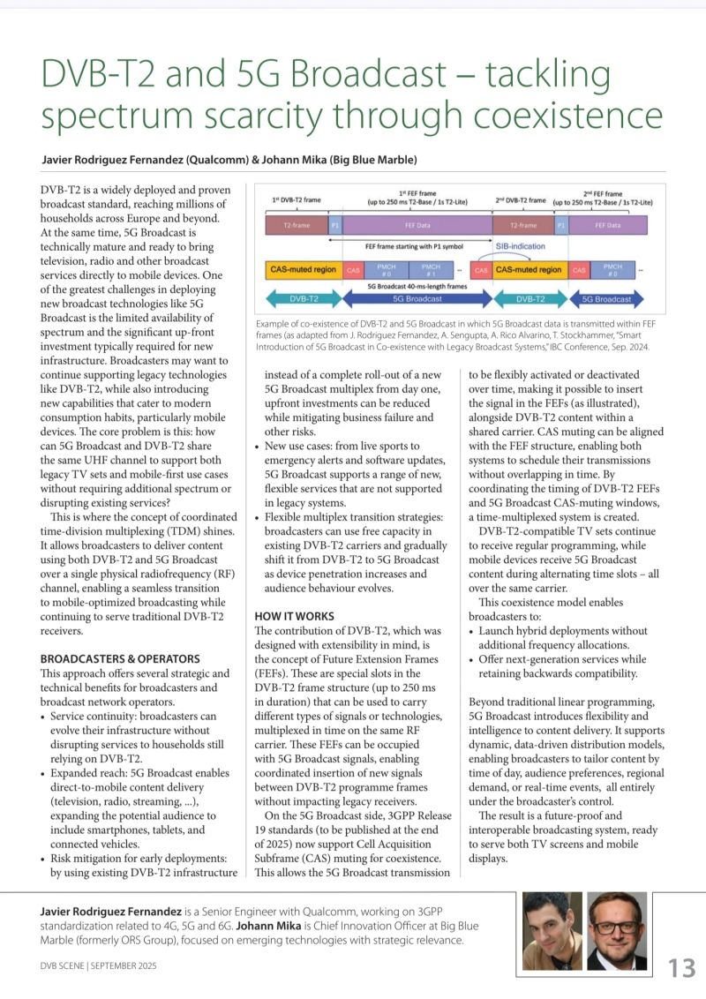 DVB-T2 and 5G Broadcast – tackling
spectrum scarcity through coexistence
Javier Rodriguez Fernandez (Qualcomm) & Johann Mika (Big Blue Marble)
DVB-T2 is a widely deployed and proven
broadcast standard, reaching millions of
households across Europe and beyond.
At the same time, 5G Broadcast is
technically mature and ready to bring
television, radio and other broadcast
services directly to mobile devices. One
of the greatest challenges in deploying
new broadcast technologies like 5G
Broadcast is the limited availability of
spectrum and the significant up-front
investment typically required for new
infrastructure. Broadcasters may want to
continue supporting legacy technologies
like DVB-T2, while also introducing
new capabilities that cater to modern
consumption habits, particularly mobile
devices. The core problem is this: how
can 5G Broadcast and DVB-T2 share
the same UHF channel to support both
legacy TV sets and mobile-first use cases
without requiring additional spectrum or
disrupting existing services?
This is where the concept of coordinated
time-division multiplexing (TDM) shines.
It allows broadcasters to deliver content
using both DVB-T2 and 5G Broadcast
over a single physical radiofrequency (RF)
channel, enabling a seamless transition
to mobile-optimized broadcasting while
continuing to serve traditional DVB-T2
receivers.
BROADCASTERS & OPERATORS
This approach offers several strategic and
technical benefits for broadcasters and
broadcast network operators.
• Service continuity: broadcasters can
evolve their infrastructure without
disrupting services to households still
relying on DVB-T2.
• Expanded reach: 5G Broadcast enables
direct-to-mobile content delivery
(television, radio, streaming, ...),
expanding the potential audience to
include smartphones, tablets, and
connected vehicles.
• Risk mitigation for early deployments:
by using existing DVB-T2 infrastructure
1st DVB-T2 frame
1st FEF frame
(up to 250 ms T2-Base / 1s T2-Lite)
2nd DVB-T2 frame
2nd FEF frame
(up to 250 ms T2-Base / 1s T2-Lite)
T2-frame
P1
FEF Data
T2-frame
P1
FEF Data
FEF frame starting with P1 symbol
SIB-indication
CAS-muted region
CAS
PMCH
# 0
PMCH
# 1
...
CAS
CAS-muted region
CAS
PMCH
# 0
...
5G Broadcast 40-ms-length frames
DVB-T2
5G Broadcast
DVB-T2
5G Broadcast
Example of co-existence of DVB-T2 and 5G Broadcast in which 5G Broadcast data is transmitted within FEF
frames (as adapted from J. Rodriguez Fernandez, A. Sengupta, A. Rico Alvarino, T. Stockhammer, "Smart
Introduction of 5G Broadcast in Co-existence with Legacy Broadcast Systems," IBC Conference, Sep. 2024.
instead of a complete roll-out of a new
5G Broadcast multiplex from day one,
upfront investments can be reduced
while mitigating business failure and
other risks.
• New use cases: from live sports to
emergency alerts and software updates,
5G Broadcast supports a range of new,
flexible services that are not supported
in legacy systems.
• Flexible multiplex transition strategies:
broadcasters can use free capacity in
existing DVB-T2 carriers and gradually
shift it from DVB-T2 to 5G Broadcast
as device penetration increases and
audience behaviour evolves.
HOW IT WORKS
The contribution of DVB-T2, which was
designed with extensibility in mind, is
the concept of Future Extension Frames
(FEFs). These are special slots in the
DVB-T2 frame structure (up to 250 ms
in duration) that can be used to carry
different types of signals or technologies,
multiplexed in time on the same RF
carrier. These FEFs can be occupied
with 5G Broadcast signals, enabling
coordinated insertion of new signals
between DVB-T2 programme frames
without impacting legacy receivers.
On the 5G Broadcast side, 3GPP Release
19 standards (to be published at the end
of 2025) now support Cell Acquisition
Subframe (CAS) muting for coexistence.
This allows the 5G Broadcast transmission
to be flexibly activated or deactivated
over time, making it possible to insert
the signal in the FEFs (as illustrated),
alongside DVB-T2 content within a
shared carrier. CAS muting can be aligned
with the FEF structure, enabling both
systems to schedule their transmissions
without overlapping in time. By
coordinating the timing of DVB-T2 FEFs
and 5G Broadcast CAS-muting windows,
a time-multiplexed system is created.
DVB-T2-compatible TV sets continue
to receive regular programming, while
mobile devices receive 5G Broadcast
content during alternating time slots – all
over the same carrier.
This coexistence model enables
broadcasters to:
• Launch hybrid deployments without
additional frequency allocations.
• Offer next-generation services while
retaining backwards compatibility.
Beyond traditional linear programming,
5G Broadcast introduces flexibility and
intelligence to content delivery. It supports
dynamic, data-driven distribution models,
enabling broadcasters to tailor content by
time of day, audience preferences, regional
demand, or real-time events, all entirely
under the broadcaster's control.
The result is a future-proof and
interoperable broadcasting system, ready
to serve both TV screens and mobile
displays.
Javier Rodriguez Fernandez is a Senior Engineer with Qualcomm, working on 3GPP
standardization related to 4G, 5G and 6G. Johann Mika is Chief Innovation Officer at Big Blue
Marble (formerly ORS Group), focused on emerging technologies with strategic relevance.
DVB SCENE | SEPTEMBER 2025
13